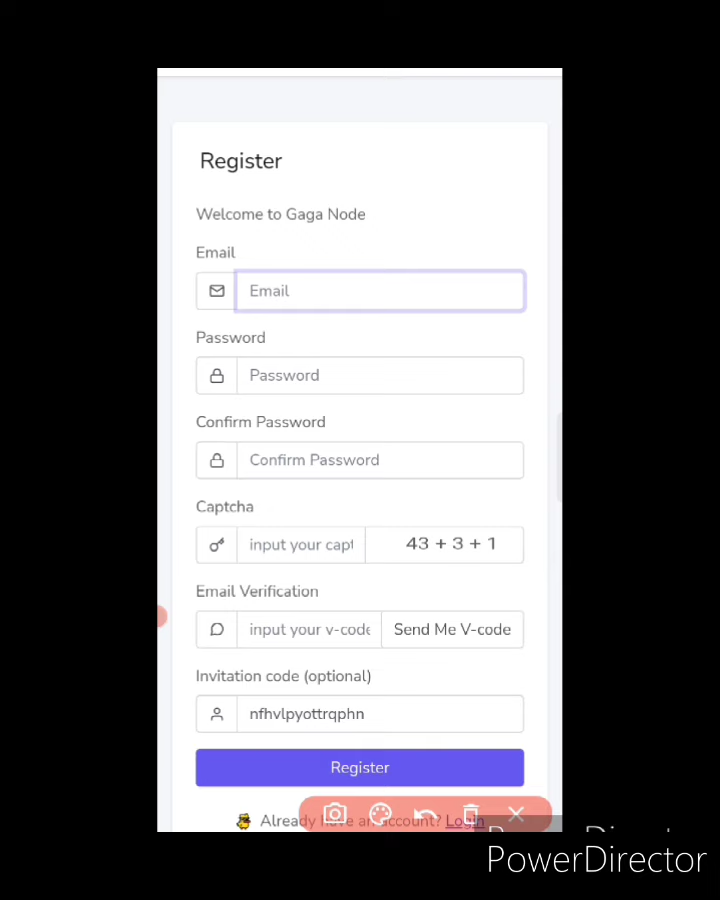 Register
Welcome to Gaga Node
Email
Email
Password
Password
Confirm Password
Confirm Password
Captcha
input your capt 43 + 3 + 1
Email Verification
input your v-code Send Me V-code
Invitation code (optional)
nfhvlpyottrqphn
Register
Already have an account? Login
PowerDirector